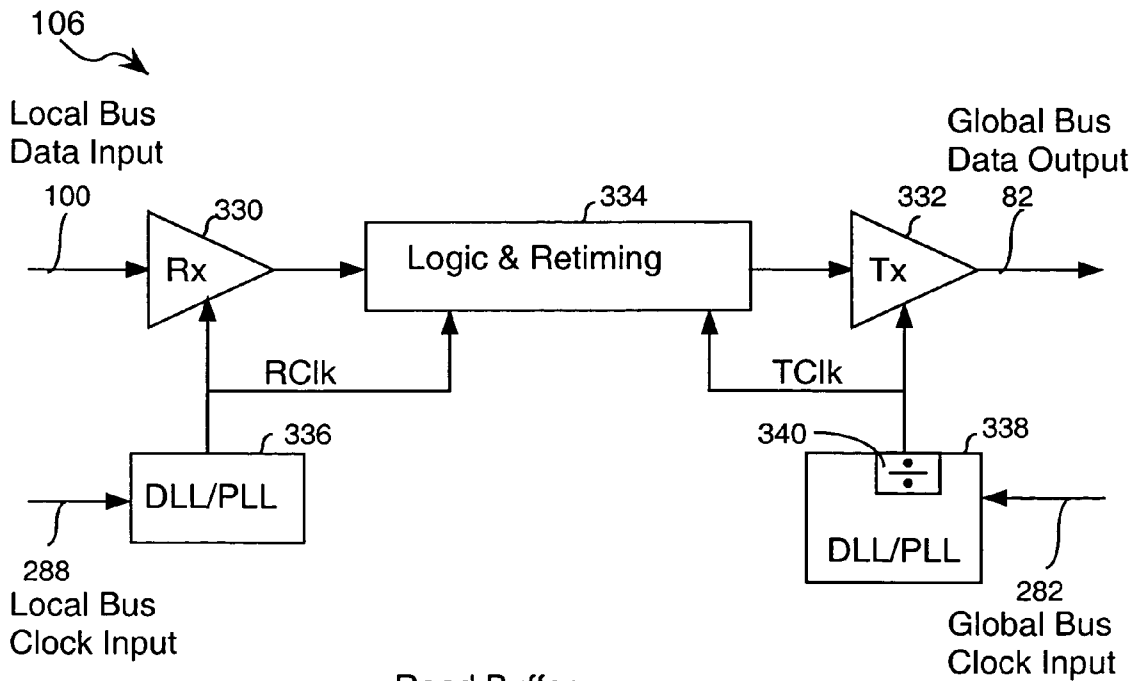 106
Local Bus
Data Input
Global Bus
Data Output
100
330
334
332
82
Rx
Logic & Retiming
Tx
RClk
TClk
336
340
338
DLL/PLL
÷
DLL/PLL
288
Local Bus
Clock Input
282
Global Bus
Clock Input